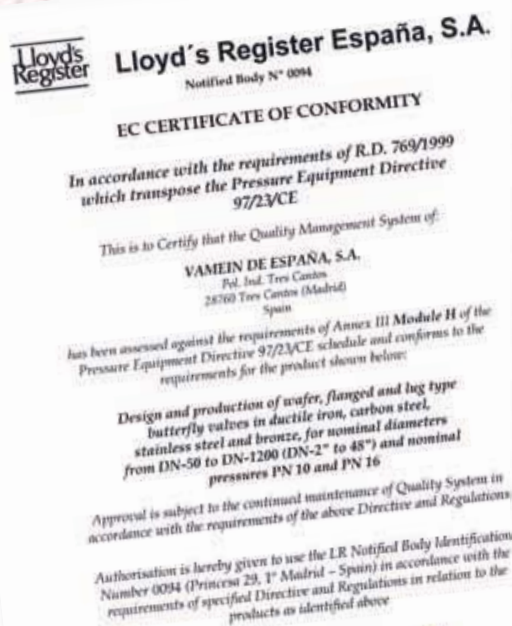 Lloyd's
Register
Lloyd´s Register España, S.A.
Notified Body Nº 0094
EC CERTIFICATE OF CONFORMITY
In accordance with the requirements of R.D. 769/1999
which transpose the Pressure Equipment Directive
97/23/CE
This is to Certify that the Quality Management System of:
VAMEIN DE ESPAÑA, S.A.
Pol. Ind. Tres Cantos
28760 Tres Cantos (Madrid)
Spain
has been assessed against the requirements of Annex III Module H of the
Pressure Equipment Directive 97/23/CE schedule and conforms to the
requirements for the product shown below:
Design and production of wafer, flanged and lug type
butterfly valves in ductile iron, carbon steel,
stainless steel and bronze, for nominal diameters
from DN-50 to DN-1200 (DN-2" to 48") and nominal
pressures PN 10 and PN 16
Approval is subject to the continued maintenance of Quality System in
accordance with the requirements of the above Directive and Regulations
Authorisation is hereby given to use the LR Notified Body Identification
Number 0094 (Princesa 29, 1º Madrid – Spain) in accordance with the
requirements of specified Directive and Regulations in relation to the
products as identified above